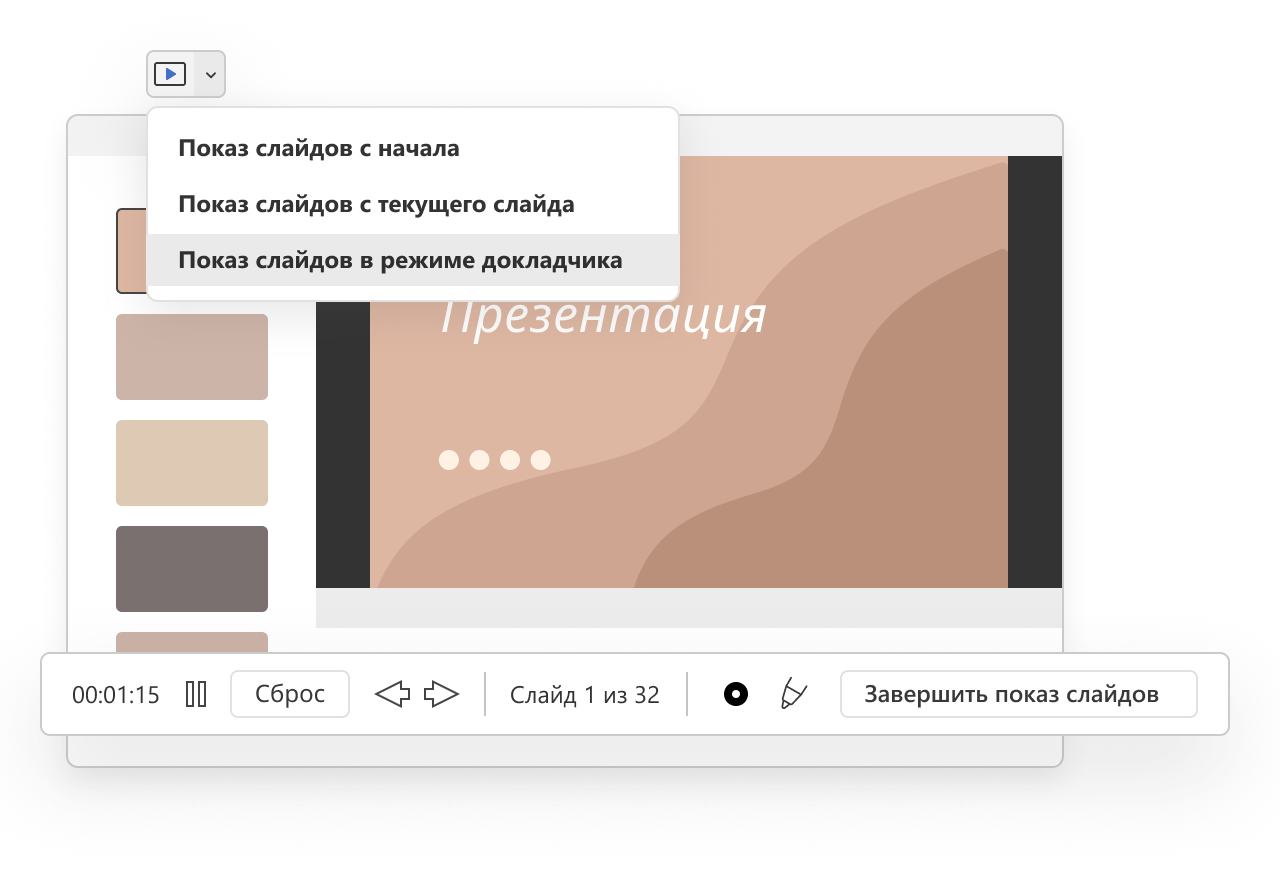 Показ слайдов с начала
Показ слайдов с текущего слайда
Показ слайдов в режиме докладчика
Презентация
00:01:15 Сброс Слайд 1 из 32 Завершить показ слайдов